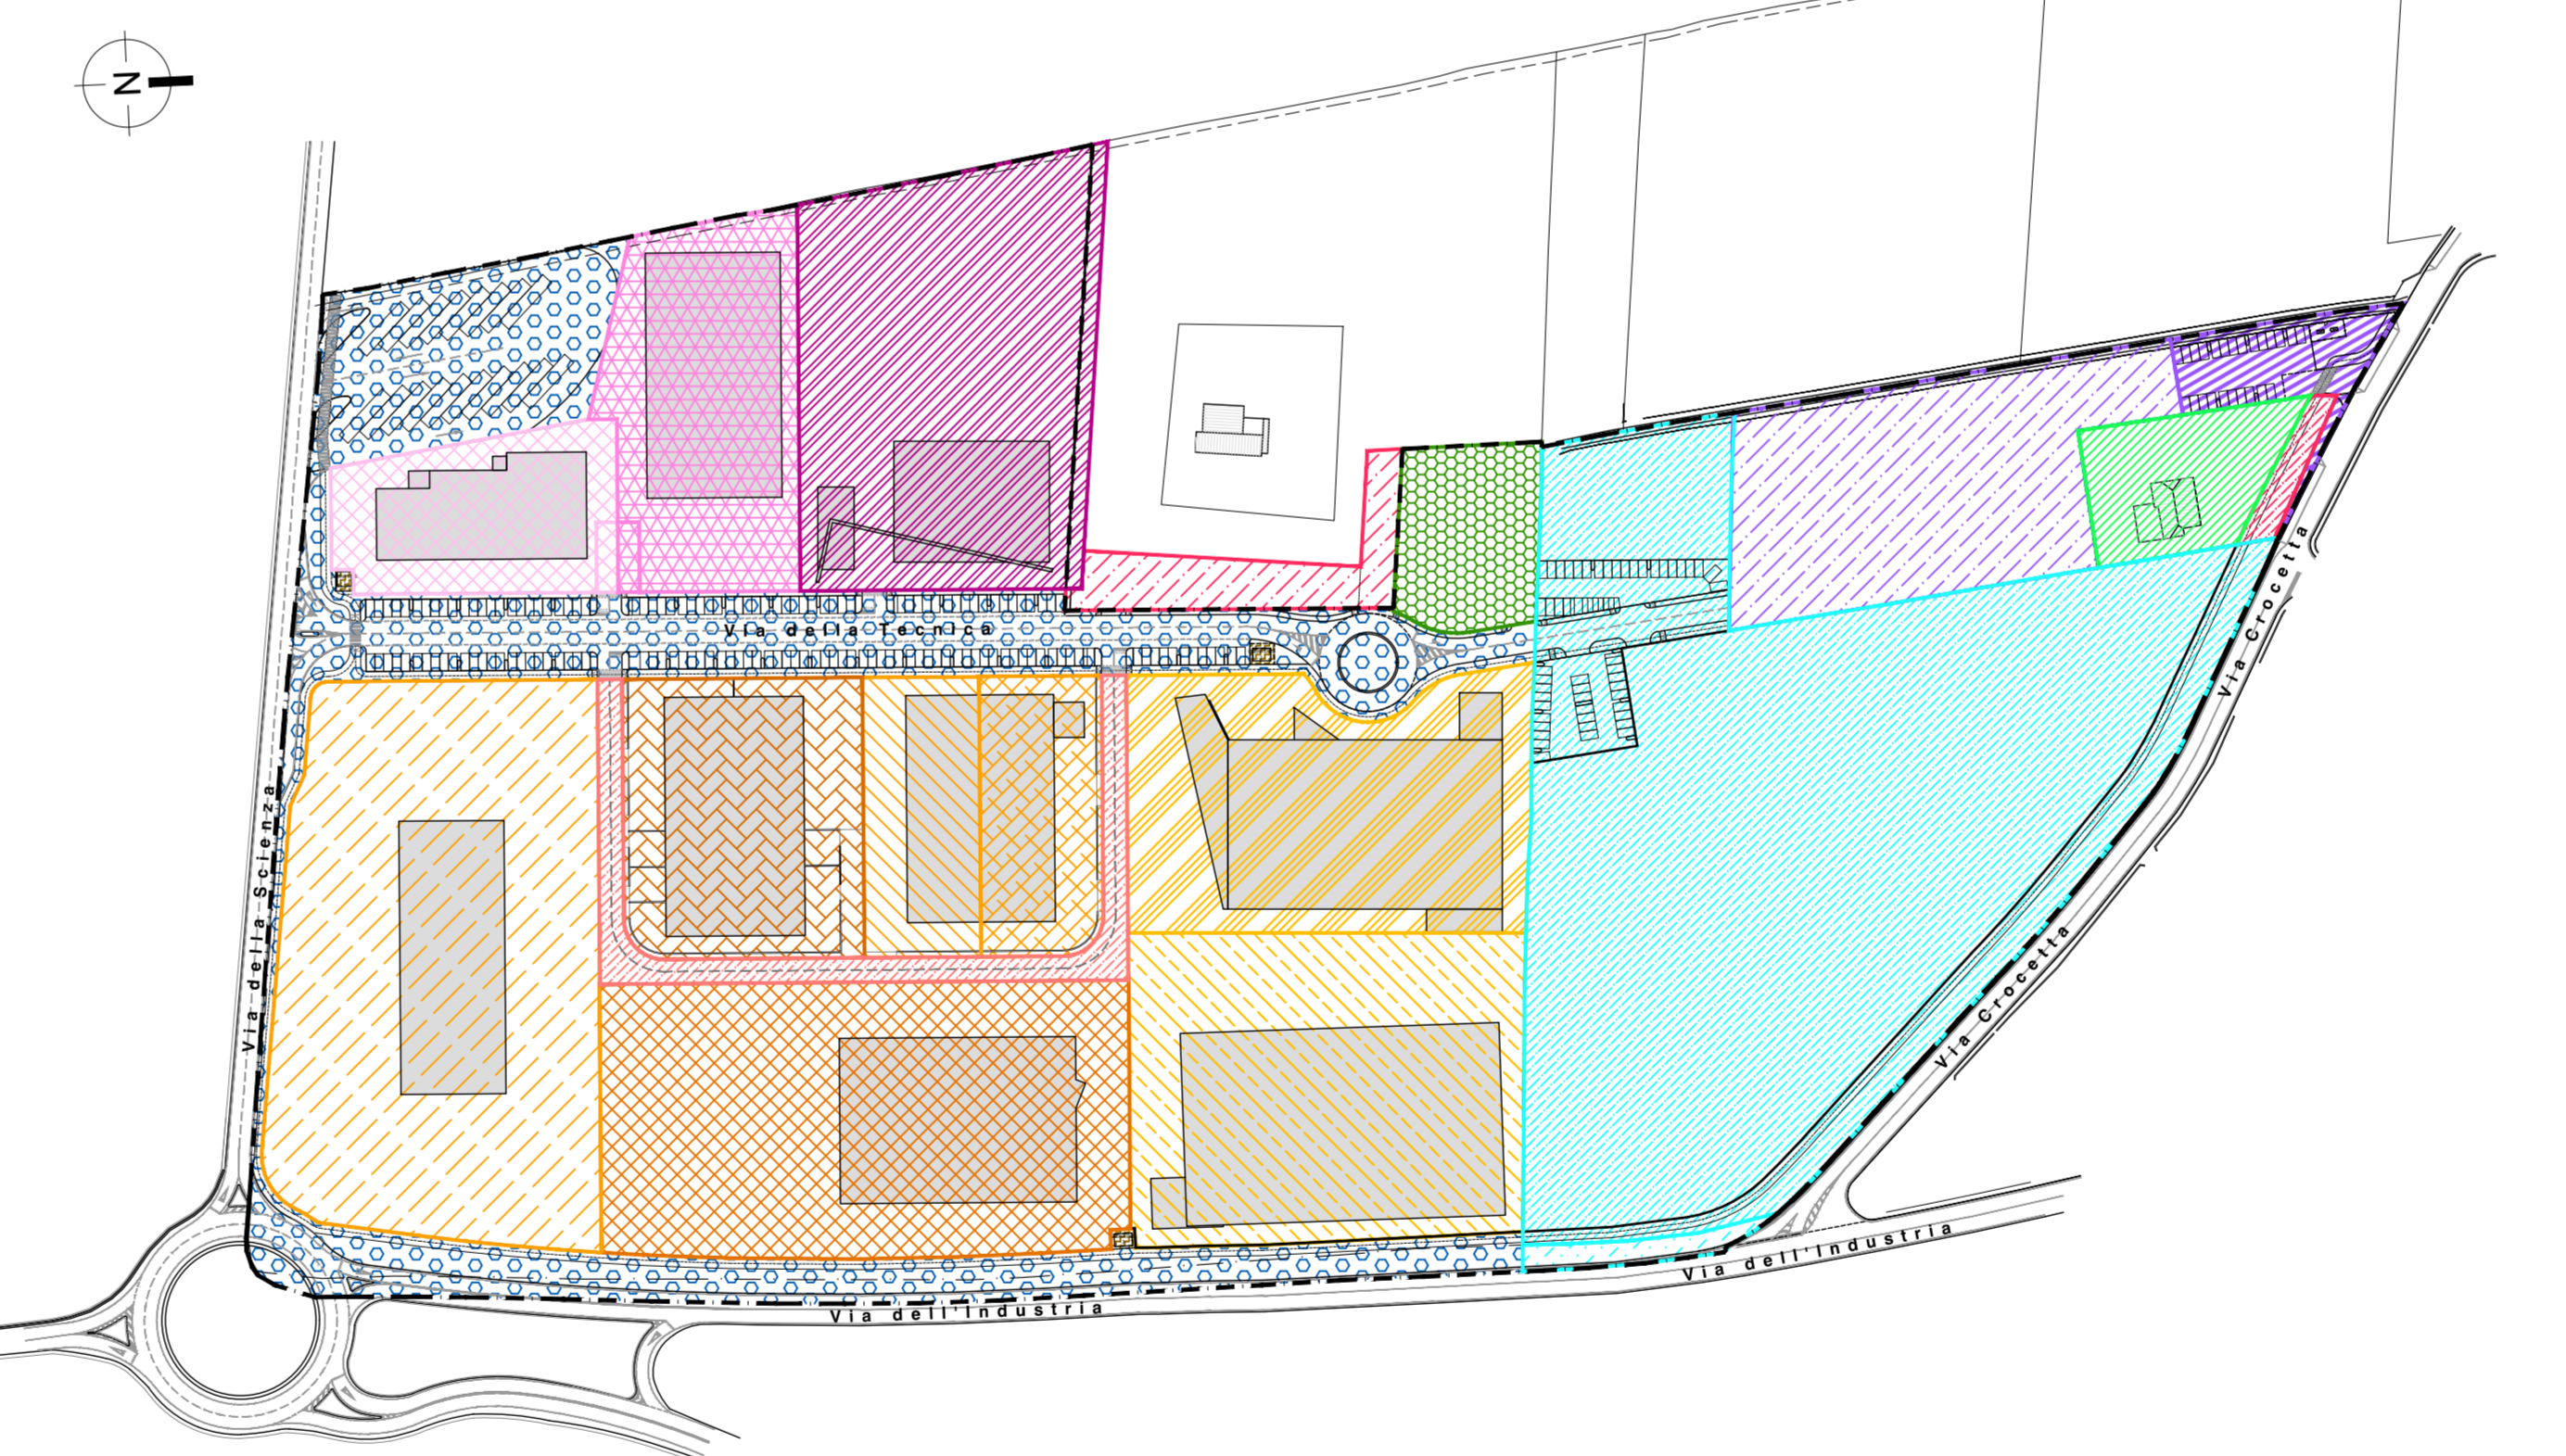 N
Via della Tecnica
Via della Scienza
Via Crocetta
Via Crocetta
Via dell'Industria
Via dell'Industria